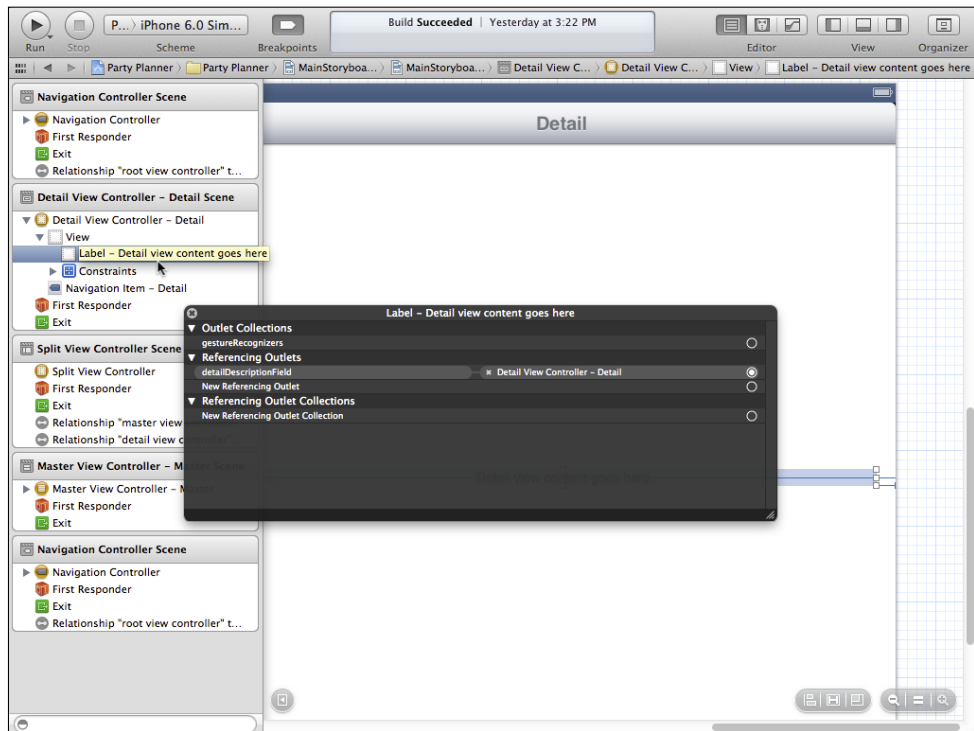 P... iPhone 6.0 Sim...
Build Succeeded | Yesterday at 3:22 PM
Run Stop Scheme Breakpoints Editor View Organizer
Party Planner Party Planner MainStoryboa... MainStoryboa... Detail View C... Detail View C... View Label – Detail view content goes here
Navigation Controller Scene
Navigation Controller
First Responder
Exit
Relationship "root view controller" t...
Detail View Controller – Detail Scene
Detail View Controller – Detail
View
Label – Detail view content goes here
Constraints
Navigation Item – Detail
First Responder
Exit
Split View Controller Scene
Split View Controller
First Responder
Exit
Relationship "master view
Relationship "detail view c
Master View Controller – Master Scene
Master View Controller – M
First Responder
Exit
Navigation Controller Scene
Navigation Controller
First Responder
Exit
Relationship "root view controller" t...
Detail
Label – Detail view content goes here
Outlet Collections
gestureRecognizers
Referencing Outlets
detailDescriptionField Detail View Controller – Detail
New Referencing Outlet
Referencing Outlet Collections
New Referencing Outlet Collection
Detail view content goes here